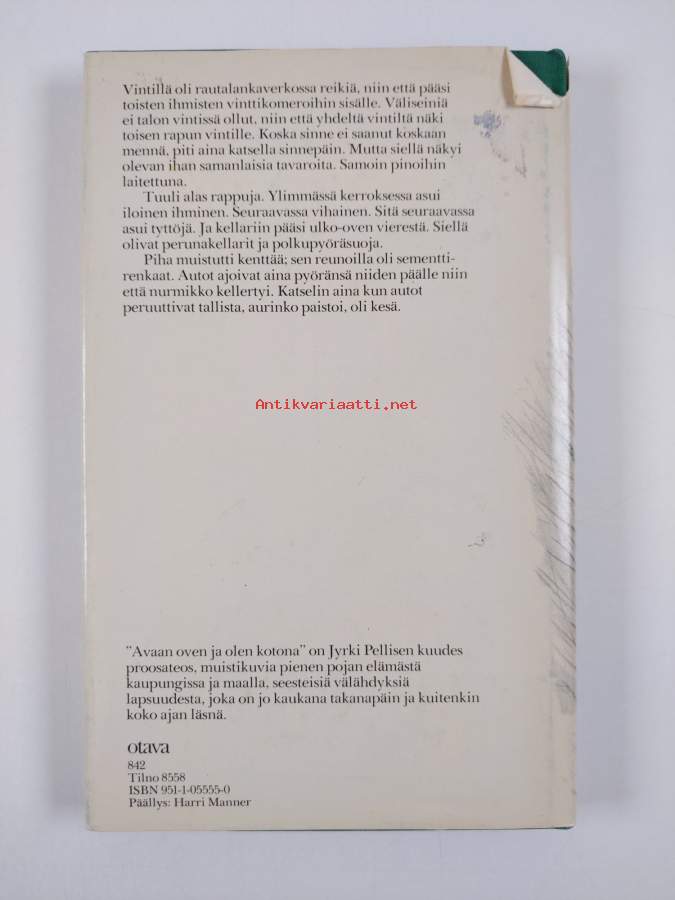 Vintillä oli rautalankaverkossa reikiä, niin että pääsi
toisten ihmisten vinttikomeroihin sisälle. Väliseiniä
ei talon vintissä ollut, niin että yhdeltä vintiltä näki
toisen rapun vintille. Koska sinne ei saanut koskaan
mennä, piti aina katsella sinnepäin. Mutta siellä näkyi
olevan ihan samanlaisia tavaroita. Samoin pinoihin
laitettuna.
Tuuli alas rappuja. Ylimmässä kerroksessa asui
iloinen ihminen. Seuraavassa vihainen. Sitä seuraavassa
asui tyttöjä. Ja kellariin pääsi ulko-oven vierestä. Siellä
olivat perunakellarit ja polkupyöräsuoja.
Piha muistutti kenttää; sen reunoilla oli sementti-
renkaat. Autot ajoivat aina pyöränsä niiden päälle niin
että nurmikko kellertyi. Katselin aina kun autot
peruuttivat tallista, aurinko paistoi, oli kesä.
Antikvariaatti.net
"Avaan oven ja olen kotona" on Jyrki Pellisen kuudes
proosateos, muistikuvia pienen pojan elämästä
kaupungissa ja maalla, seesteisiä välähdyksiä
lapsuudesta, joka on jo kaukana takanapäin ja kuitenkin
koko ajan läsnä.
otava
842
Tilno 8558
ISBN 951-1-05555-0
Päällys: Harri Manner